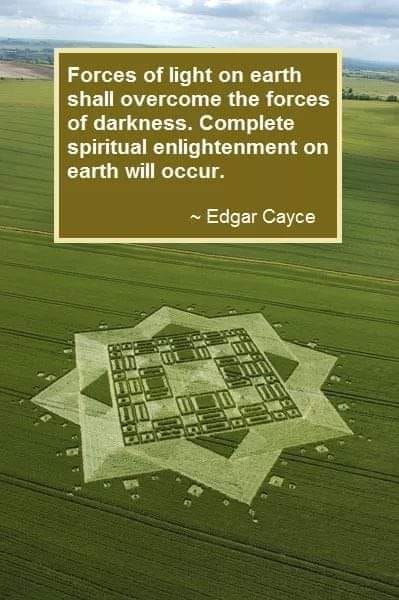 Forces of light on earth
shall overcome the forces
of darkness. Complete
spiritual enlightenment on
earth will occur.
~ Edgar Cayce